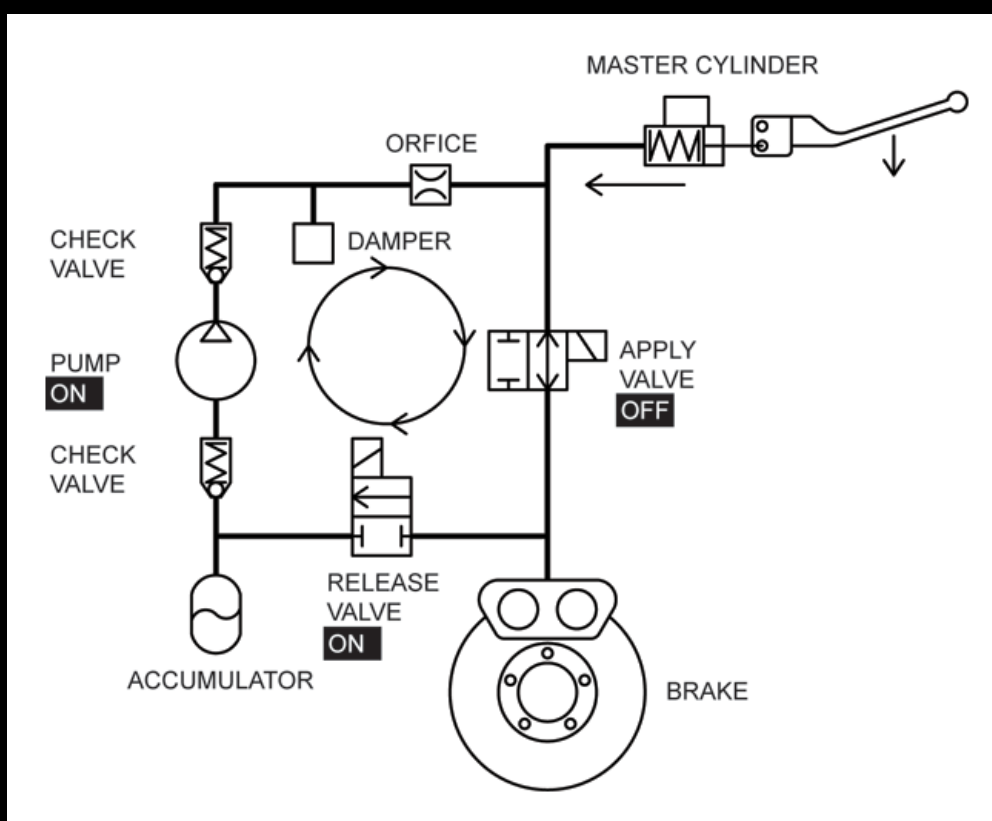 MASTER CYLINDER
ORFICE
CHECK
VALVE
DAMPER
PUMP
ON
APPLY
VALVE
OFF
CHECK
VALVE
RELEASE
VALVE
ON
ACCUMULATOR
BRAKE